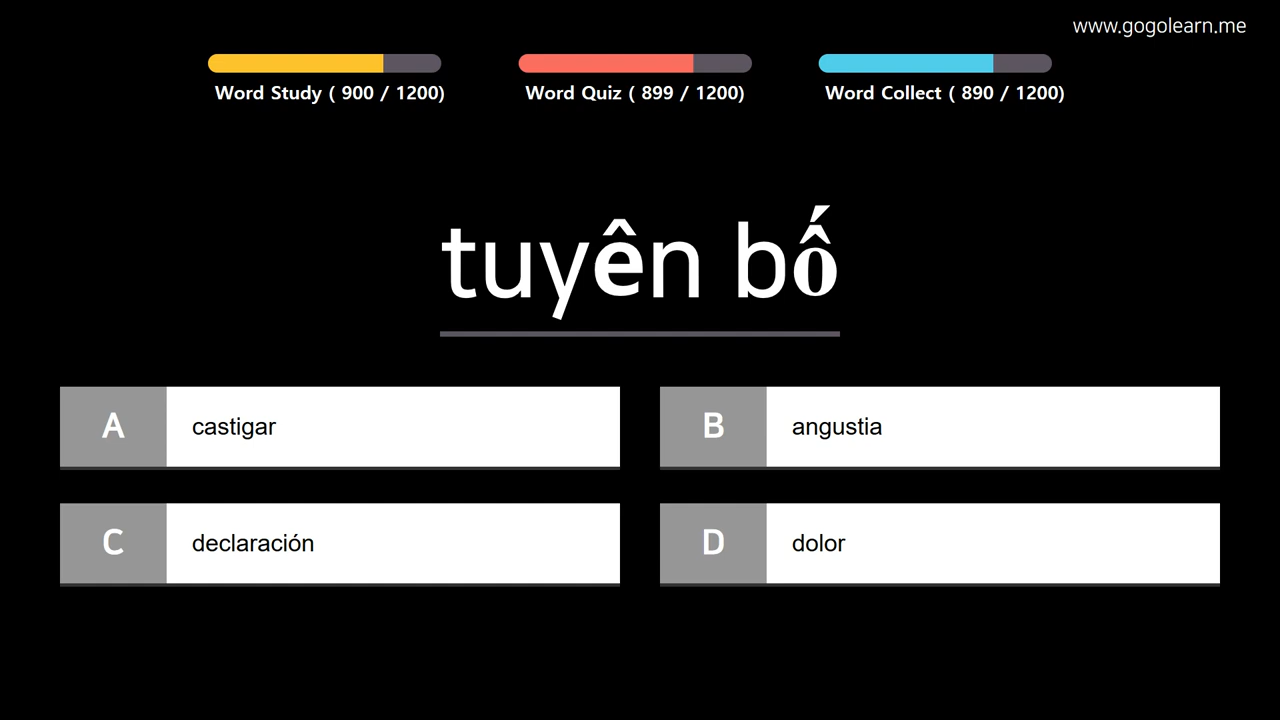 www.gogolearn.me
Word Study ( 900 / 1200)
Word Quiz ( 899 / 1200)
Word Collect ( 890 / 1200)
tuyên bố
A castigar
B angustia
C declaración
D dolor